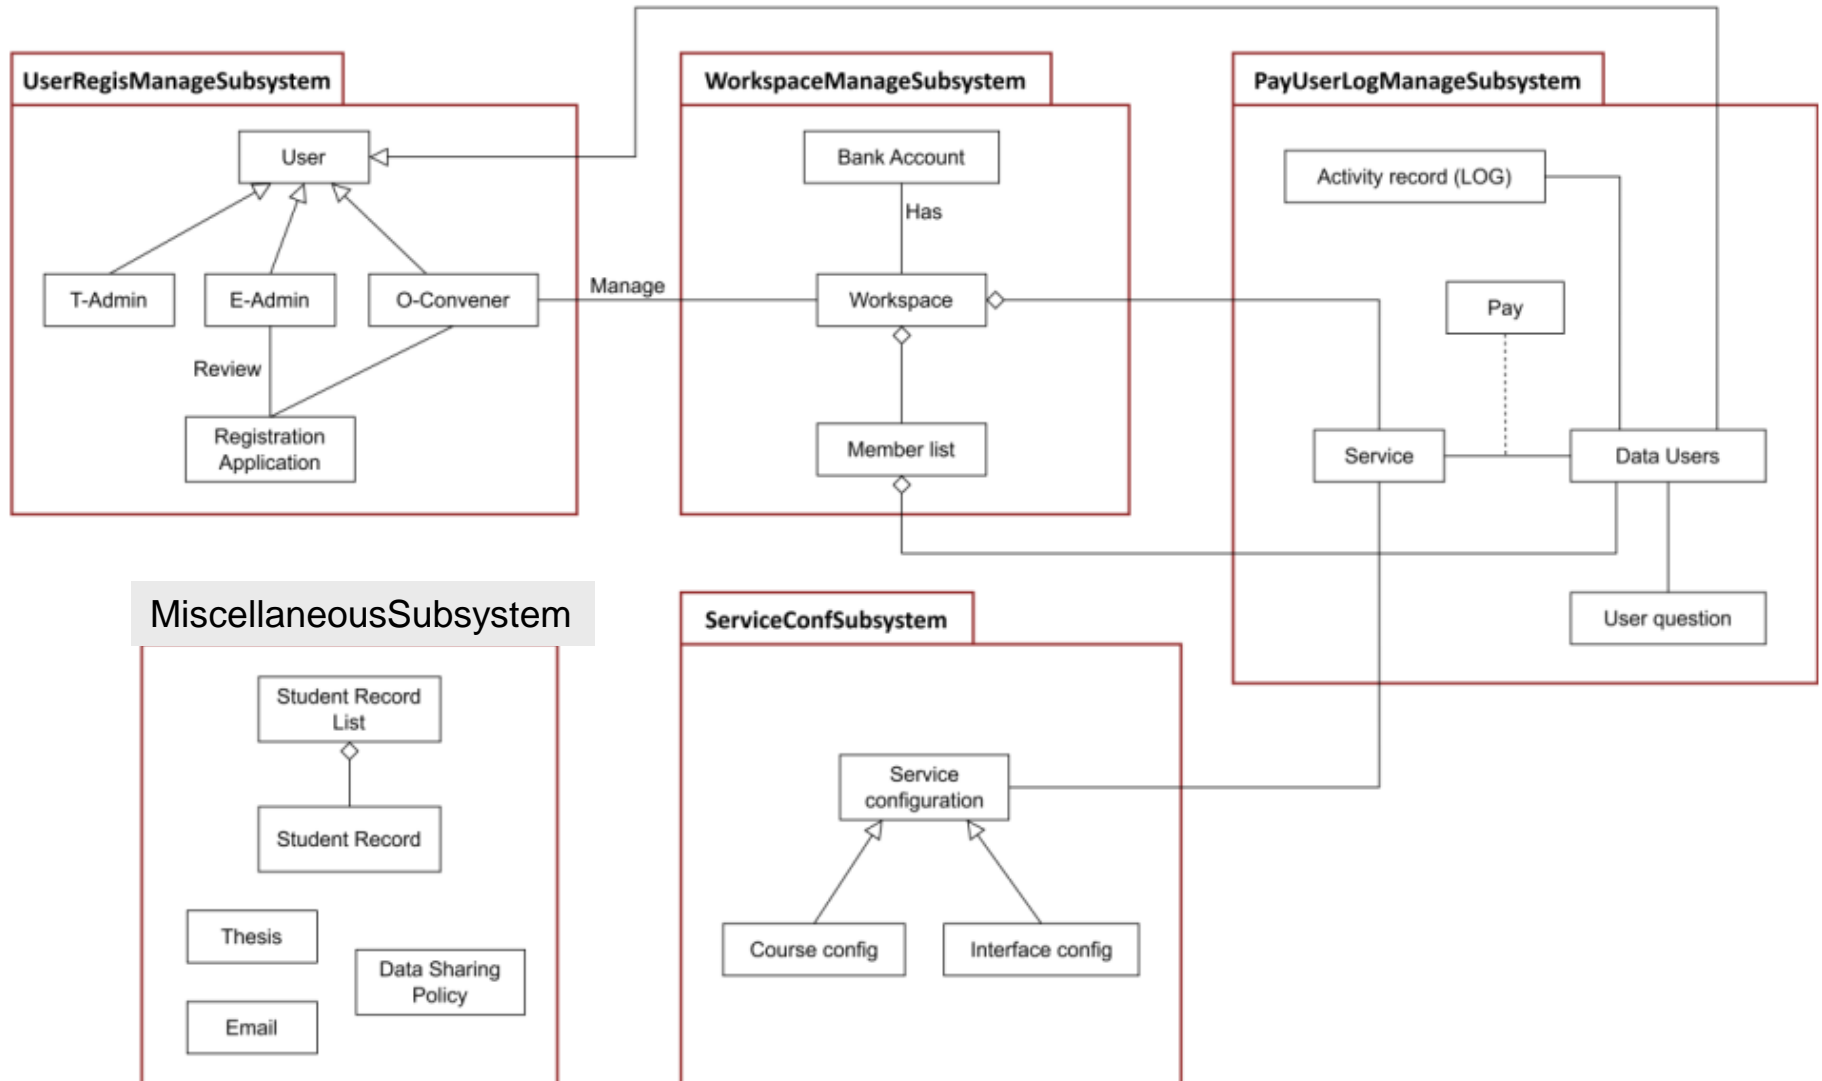 UserRegisManageSubsystem
User
T-Admin
E-Admin
O-Convener
Review
Registration
Application
Manage
WorkspaceManageSubsystem
Bank Account
Has
Workspace
Member list
PayUserLogManageSubsystem
Activity record (LOG)
Pay
Service
Data Users
User question
MiscellaneousSubsystem
Student Record
List
Student Record
Thesis
Data Sharing
Policy
Email
ServiceConfSubsystem
Service
configuration
Course config
Interface config